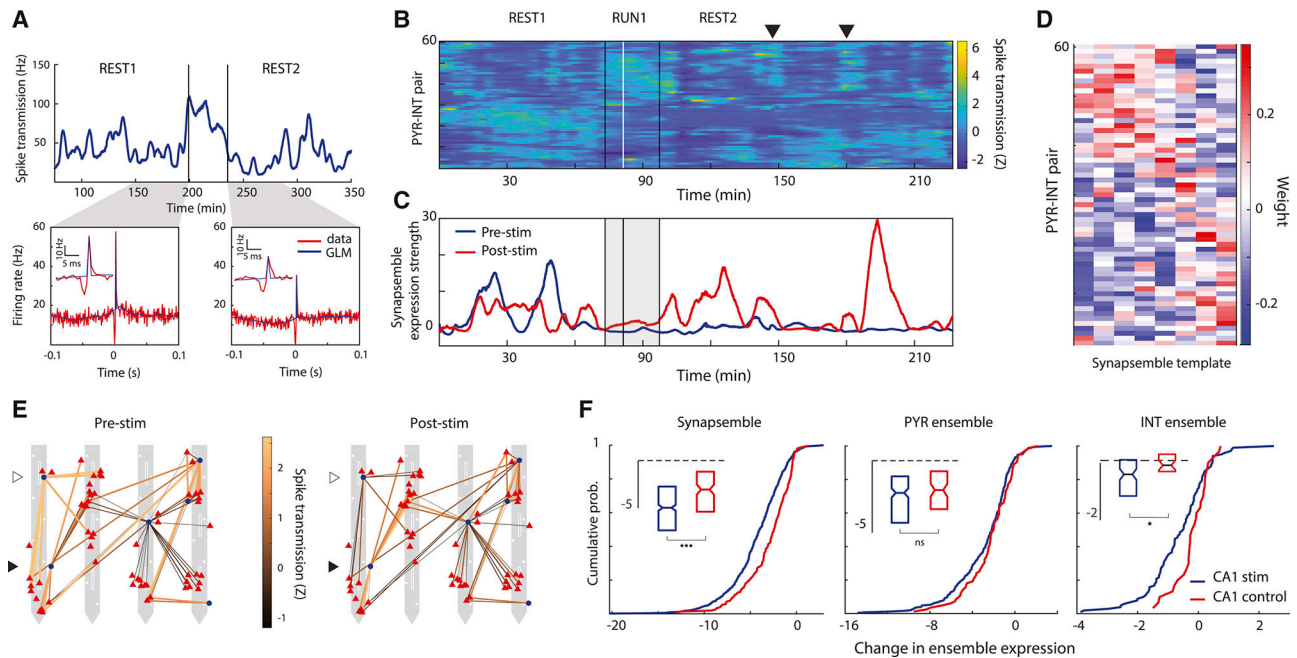 A
REST1
REST2
Spike transmission (Hz)
150
100
50
100
150
200
250
300
350
Time (min)
Firing rate (Hz)
60
40
20
10 Hz
5 ms
-0.1
0
0.1
Time (s)
60
40
20
10 Hz
5 ms
data
GLM
-0.1
0
0.1
Time (s)
B
REST1
RUN1
REST2
60
PYR-INT pair
30
90
150
210
Time (min)
6
4
2
0
-2
Spike transmission (Z)
C
30
0
Synapsemble
expression strength
Pre-stim
Post-stim
30
90
150
210
Time (min)
D
60
PYR-INT pair
Synapsemble template
0.2
0
-0.2
Weight
E
Pre-stim
2
1
0
-1
Spike transmission (Z)
Post-stim
F
Synapsemble
Cumulative prob.
1
0
-5
***
-20
-10
0
PYR ensemble
-5
ns
-16
-8
0
INT ensemble
-2
*
CA1 stim
CA1 control
-4
-2
0
2
Change in ensemble expression